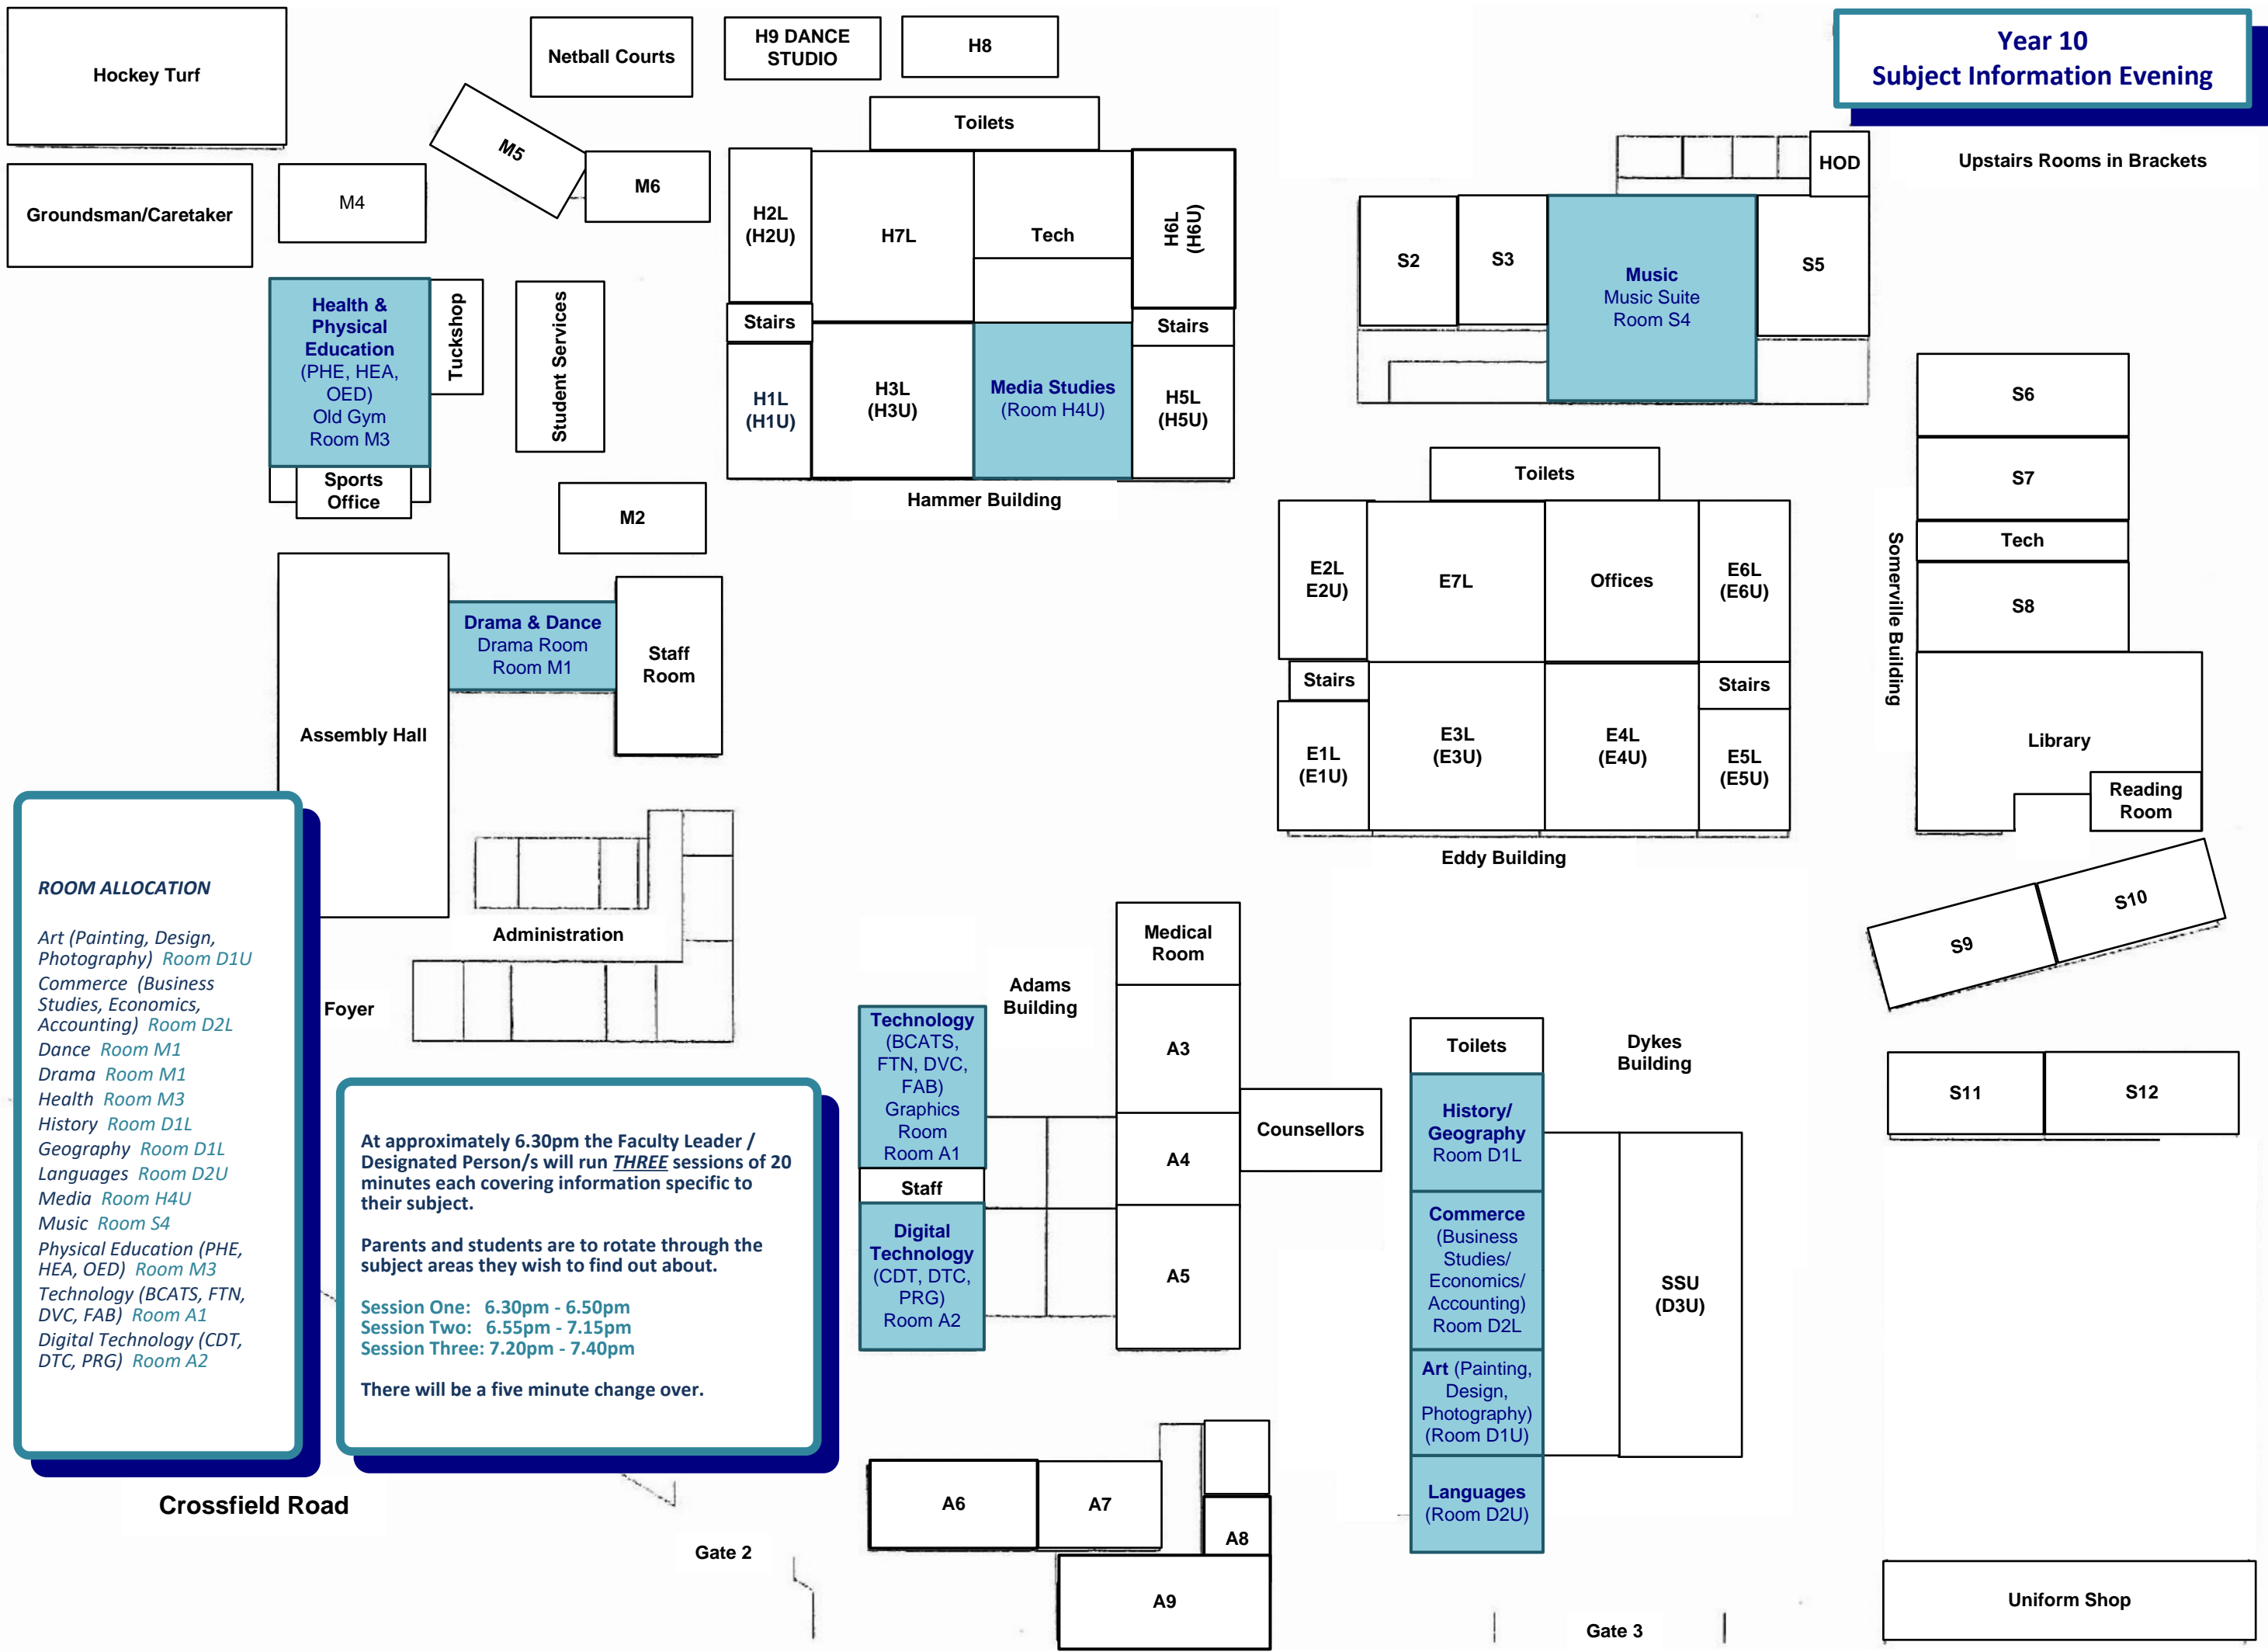 Year 10
Subject Information Evening
Upstairs Rooms in Brackets
Hockey Turf
Netball Courts
H9 DANCE
STUDIO
H8
Groundsman/Caretaker
M4
M5
M6
Toilets
H2L
(H2U)
H7L
Tech
H6L
(H6U)
Stairs
Stairs
H1L
(H1U)
H3L
(H3U)
Media Studies
(Room H4U)
H5L
(H5U)
Hammer Building
Health &
Physical
Education
(PHE, HEA,
OED)
Old Gym
Room M3
Tuckshop
Student Services
Sports
Office
M2
HOD
S2
S3
Music
Music Suite
Room S4
S5
S6
S7
Tech
S8
Somerville Building
Library
Reading
Room
Toilets
E2L
E2U)
E7L
Offices
E6L
(E6U)
Stairs
Stairs
E1L
(E1U)
E3L
(E3U)
E4L
(E4U)
E5L
(E5U)
Eddy Building
Assembly Hall
Drama & Dance
Drama Room
Room M1
Staff
Room
Administration
Foyer
ROOM ALLOCATION
Art (Painting, Design,
Photography) Room D1U
Commerce (Business
Studies, Economics,
Accounting) Room D2L
Dance Room M1
Drama Room M1
Health Room M3
History Room D1L
Geography Room D1L
Languages Room D2U
Media Room H4U
Music Room S4
Physical Education (PHE,
HEA, OED) Room M3
Technology (BCATS, FTN,
DVC, FAB) Room A1
Digital Technology (CDT,
DTC, PRG) Room A2
At approximately 6.30pm the Faculty Leader /
Designated Person/s will run THREE sessions of 20
minutes each covering information specific to
their subject.
Parents and students are to rotate through the
subject areas they wish to find out about.
Session One: 6.30pm - 6.50pm
Session Two: 6.55pm - 7.15pm
Session Three: 7.20pm - 7.40pm
There will be a five minute change over.
Adams
Building
Medical
Room
Technology
(BCATS,
FTN, DVC,
FAB)
Graphics
Room
Room A1
Staff
Digital
Technology
(CDT, DTC,
PRG)
Room A2
A3
A4
A5
Counsellors
Toilets
Dykes
Building
History/
Geography
Room D1L
Commerce
(Business
Studies/
Economics/
Accounting)
Room D2L
Art (Painting,
Design,
Photography)
(Room D1U)
Languages
(Room D2U)
SSU
(D3U)
S9
S10
S11
S12
A6
A7
A8
A9
Crossfield Road
Gate 2
Gate 3
Uniform Shop